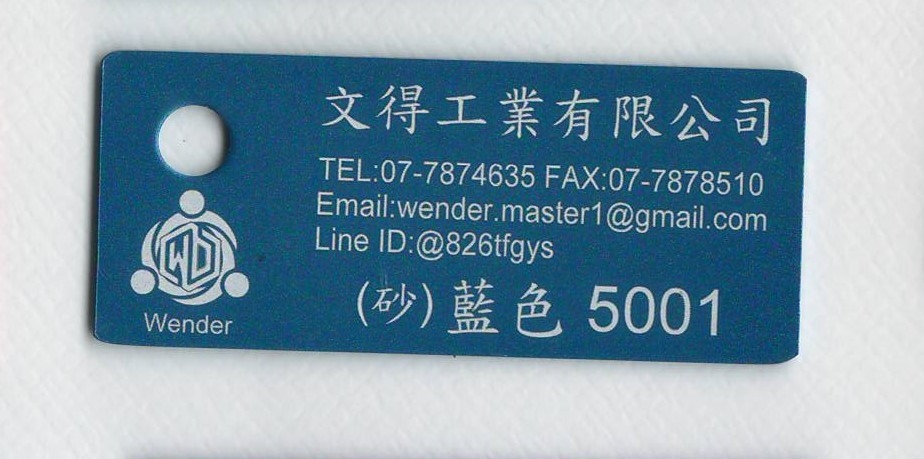 文得工業有限公司
TEL:07-7874635 FAX:07-7878510
Email:wender.master1@gmail.com
Line ID:@826tfgys
(砂)藍色 5001
WD
Wender